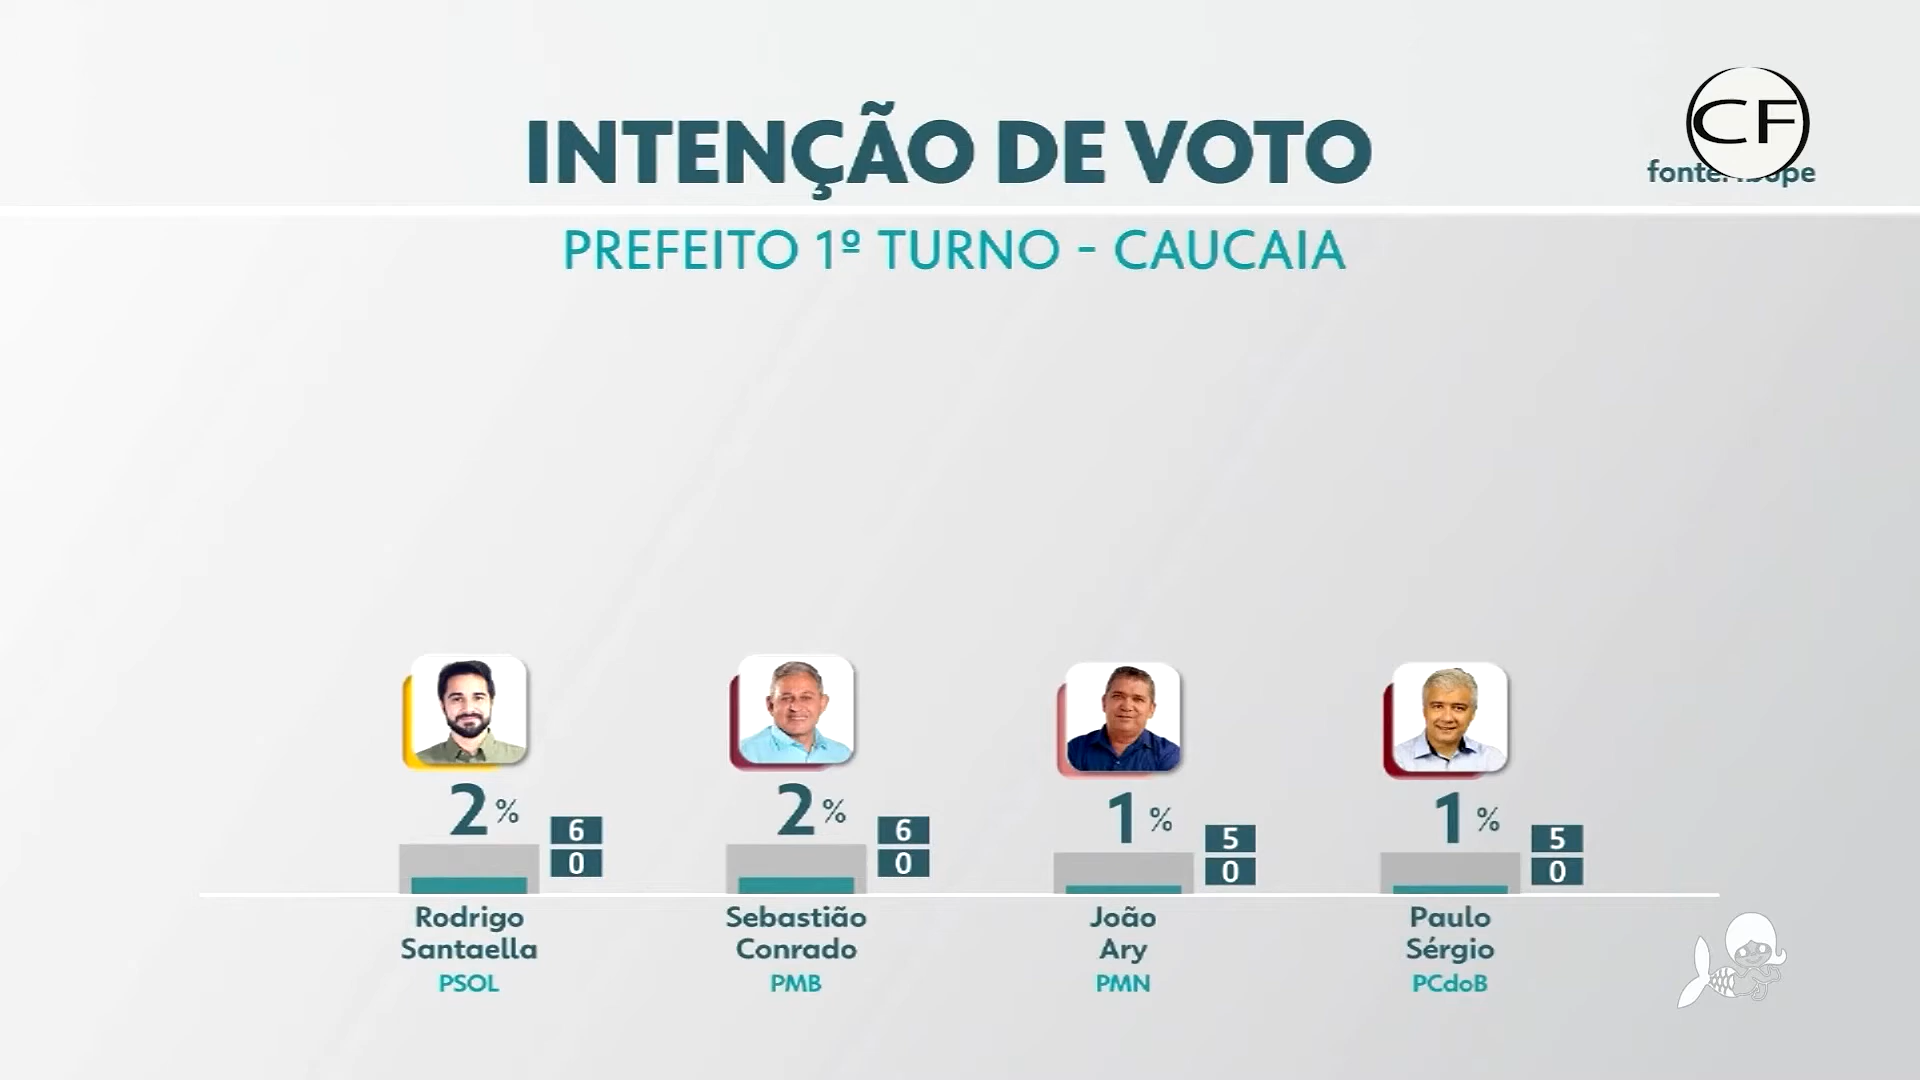 INTENÇÃO DE VOTO
CF
PREFEITO 1º TURNO - CAUCAIA
2%
6
0
2%
6
0
1%
5
0
1%
5
0
Rodrigo
Santaella
PSOL
Sebastião
Conrado
PMB
João
Ary
PMN
Paulo
Sérgio
PCdoB